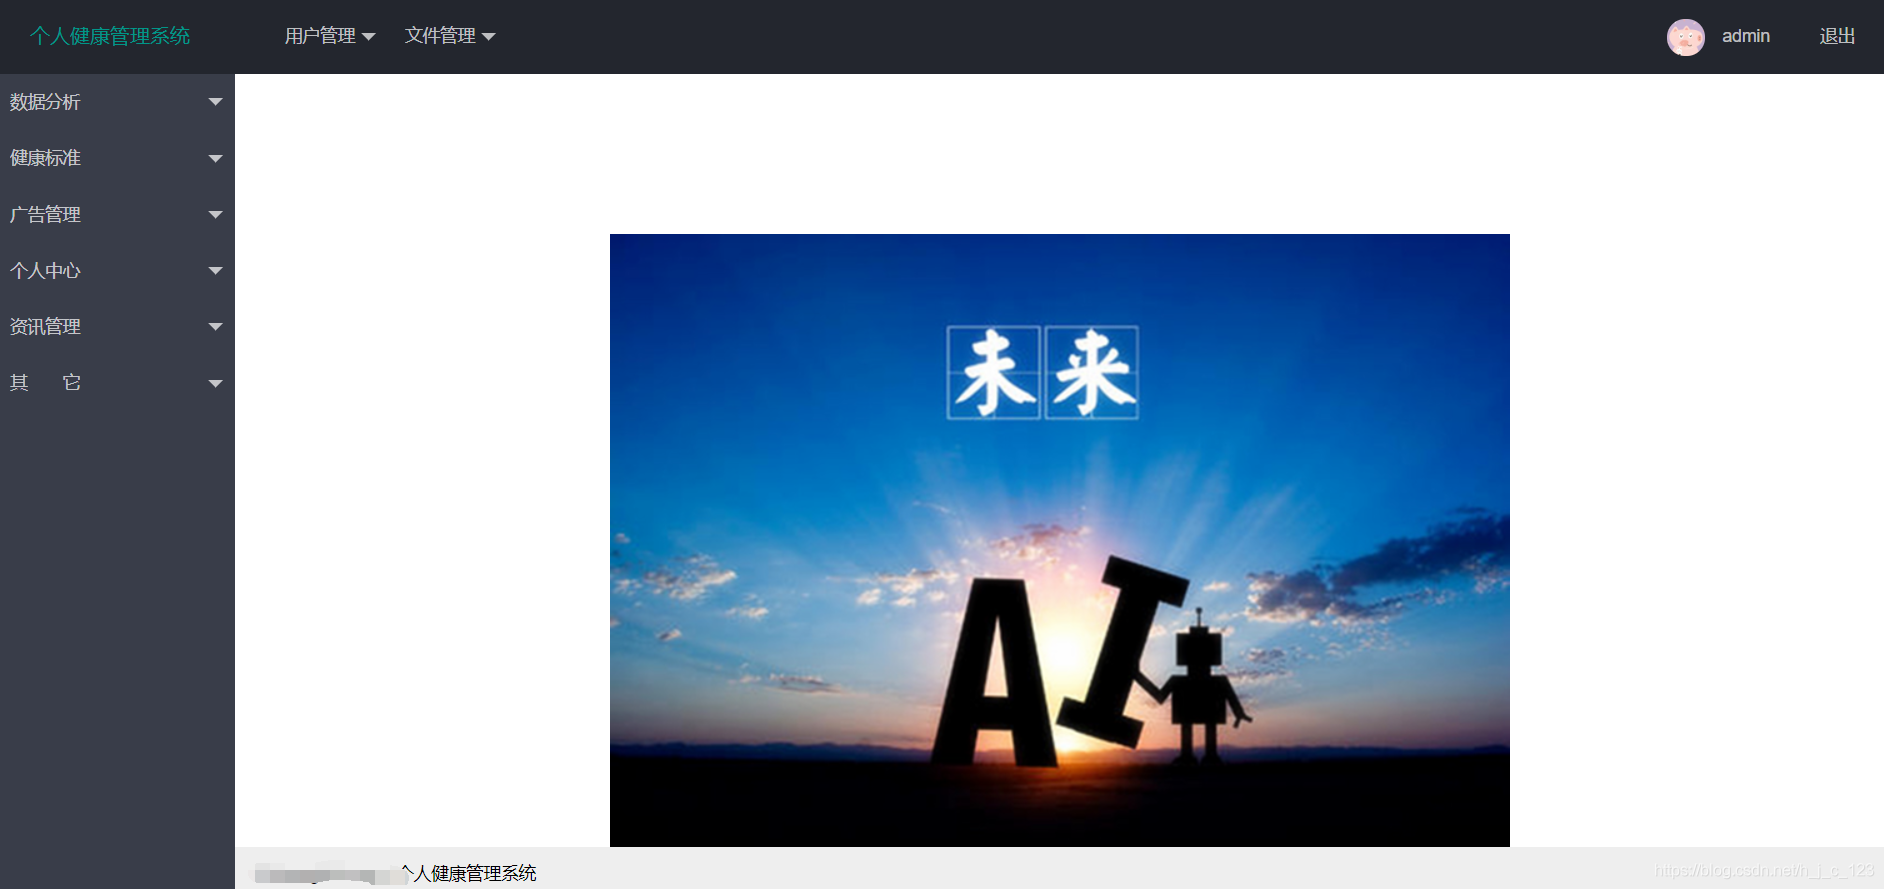 个人健康管理系统
用户管理
文件管理
admin
退出
数据分析
健康标准
广告管理
个人中心
资讯管理
其 它
未来
AI
个人健康管理系统
https://blog.csdn.net/h_j_c_123